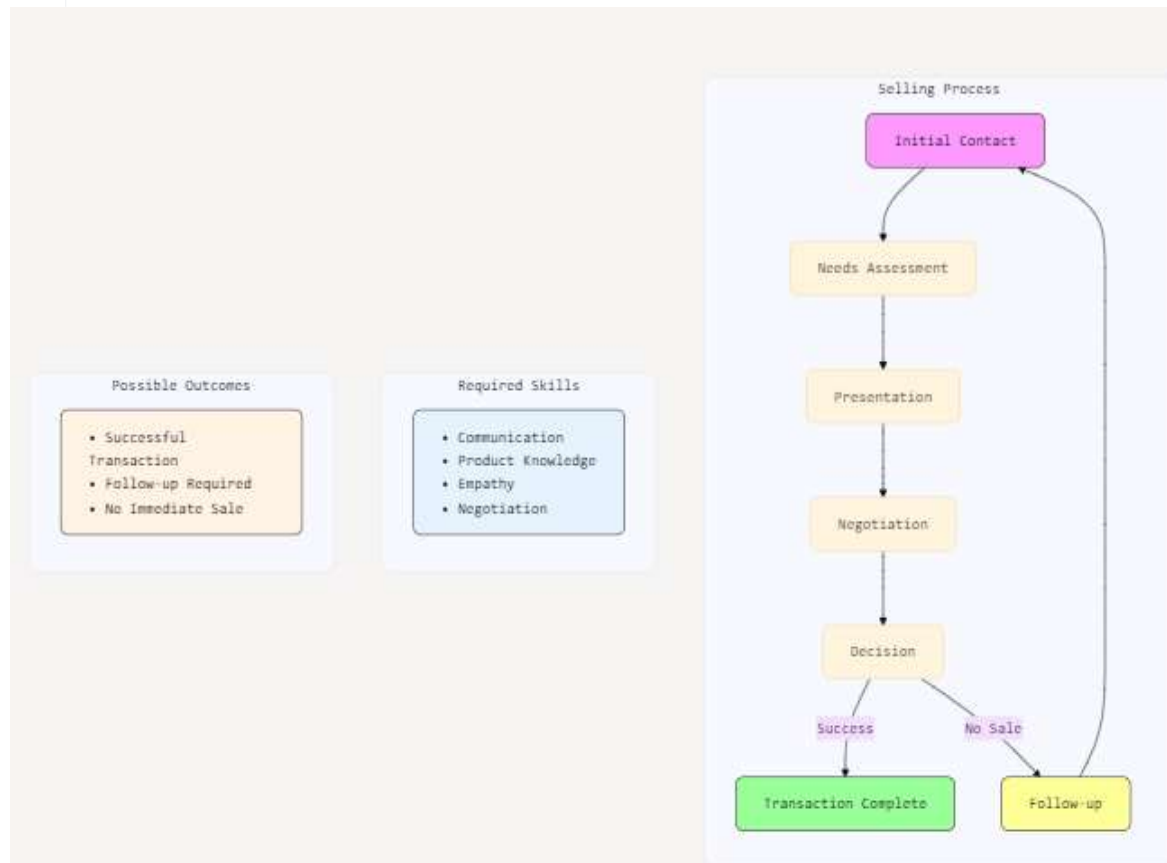 Possible Outcomes
• Successful
Transaction
• Follow-up Required
• No Immediate Sale
Required Skills
• Communication
• Product Knowledge
• Empathy
• Negotiation
Selling Process
Initial Contact
Needs Assessment
Presentation
Negotiation
Decision
Success
No Sale
Transaction Complete
Follow-up